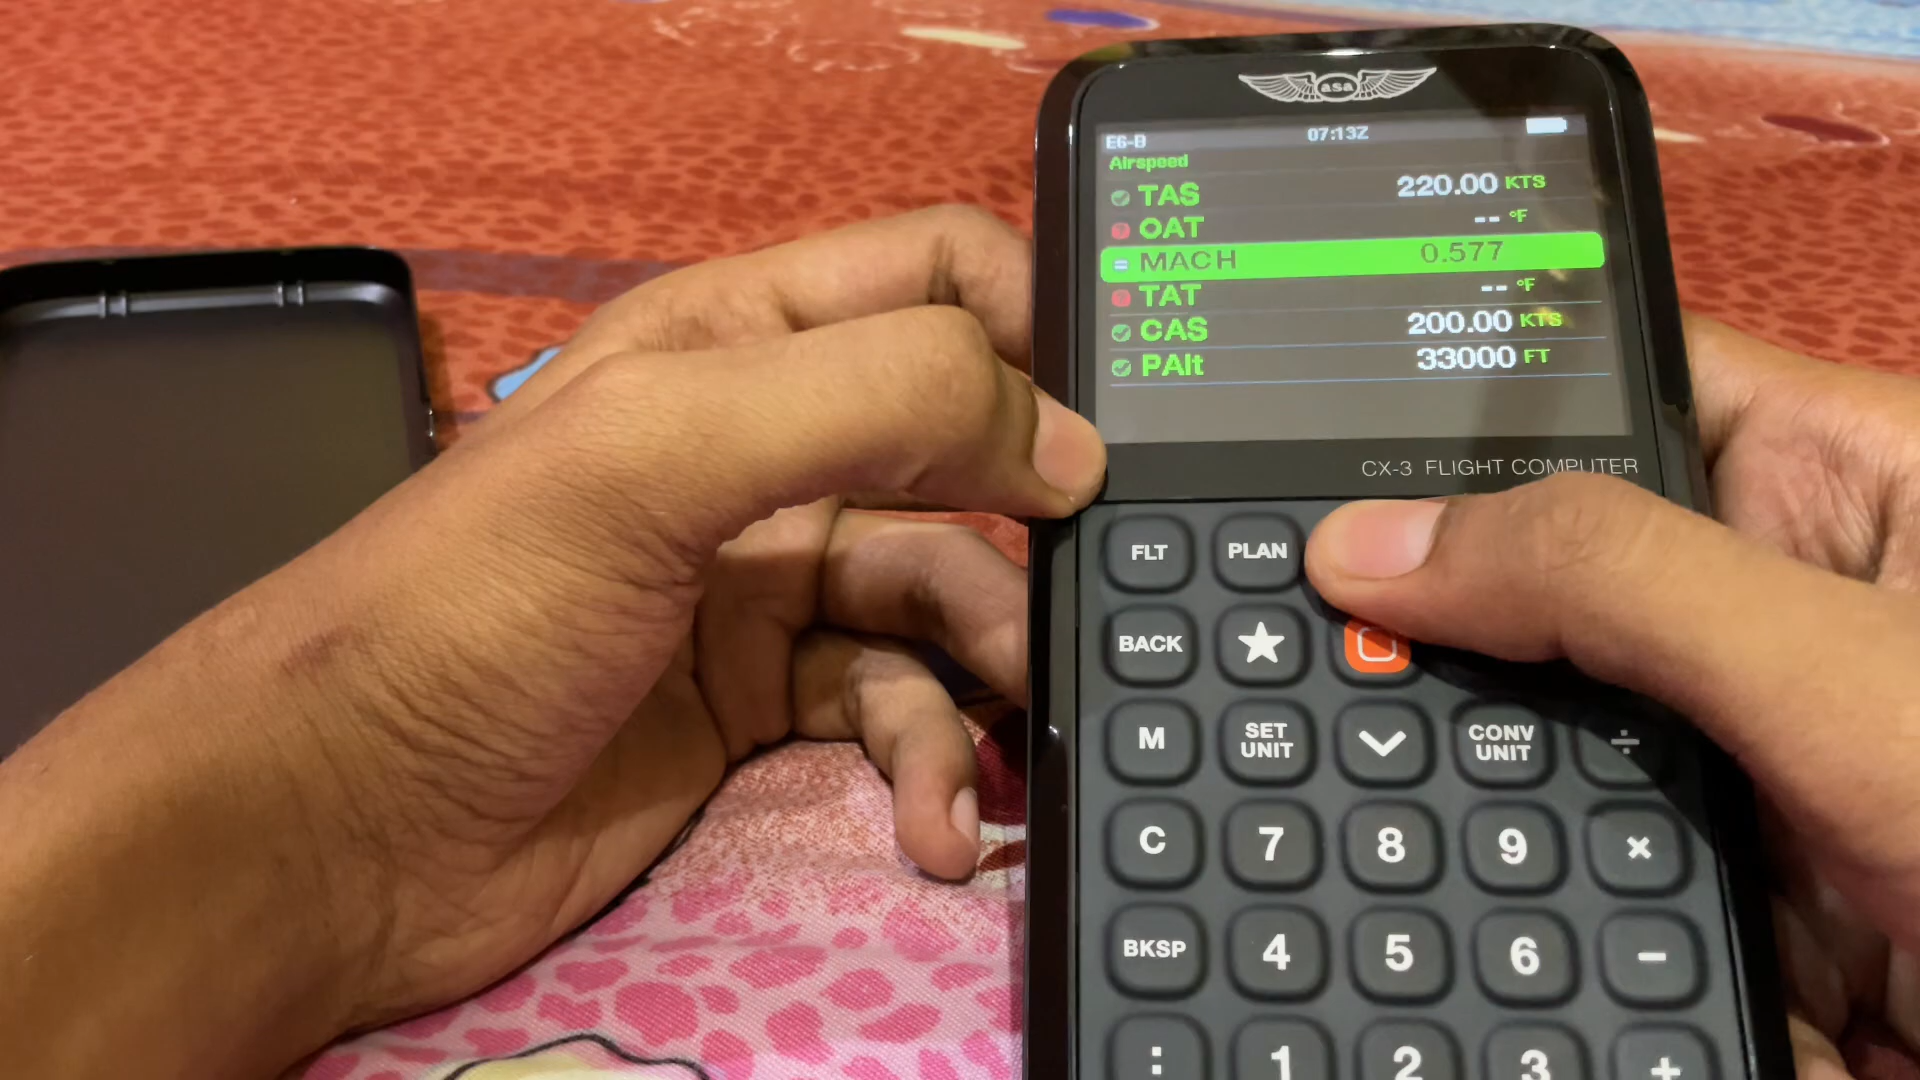 asa
E6-B 07:13Z
Airspeed
TAS 220.00 KTS
? OAT -- °F
= MACH 0.577
? TAT -- °F
CAS 200.00 KTS
PAlt 33000 FT
CX-3 FLIGHT COMPUTER
FLT PLAN
BACK
M SET UNIT CONV UNIT ÷
C 7 8 9 ×
BKSP 4 5 6 −
: 1 2 3 +